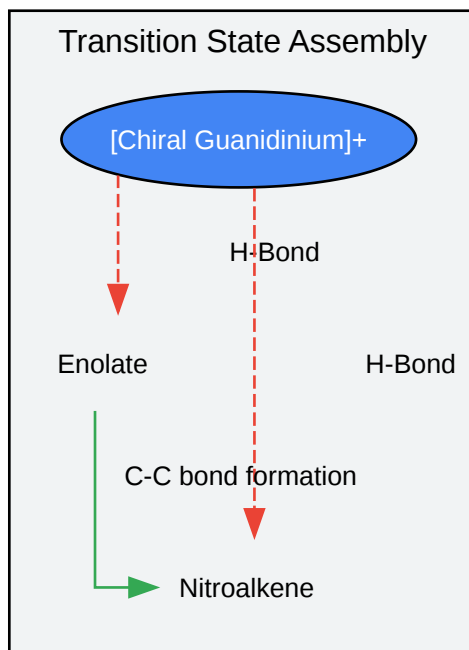 Transition State Assembly
[Chiral Guanidinium]+
H-Bond
Enolate
H-Bond
C-C bond formation
Nitroalkene